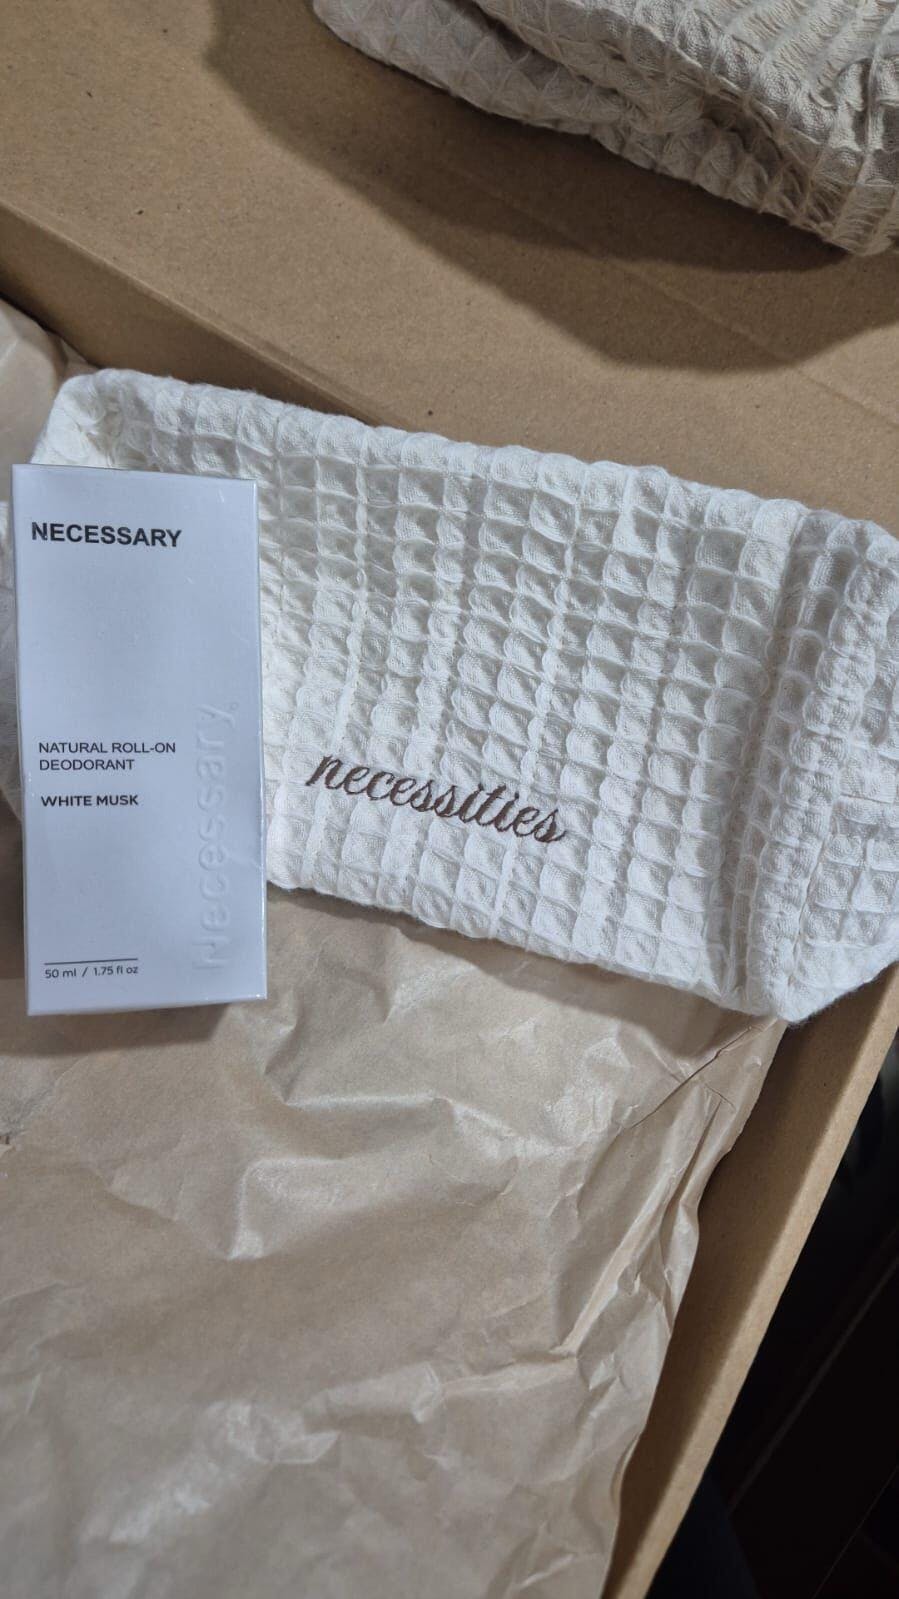 NECESSARY
NATURAL ROLL-ON
DEODORANT
WHITE MUSK
Necessary.
50 ml / 1.75 fl oz
necessities